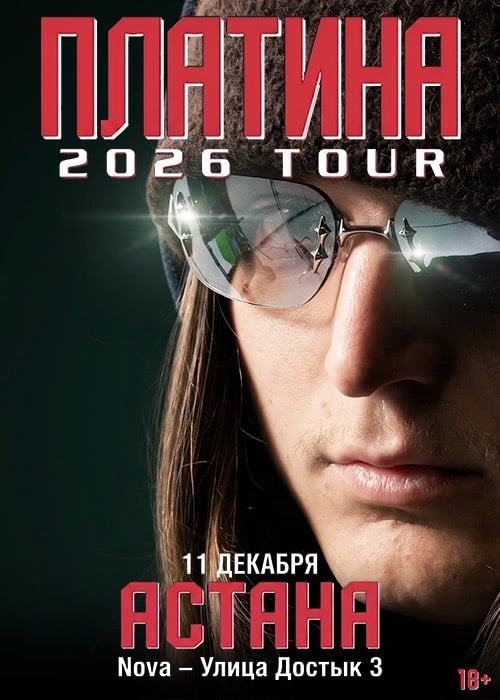 ПЛАТИНА
2026 TOUR
11 ДЕКАБРЯ
АСТАНА
Nova – Улица Достык 3
18+